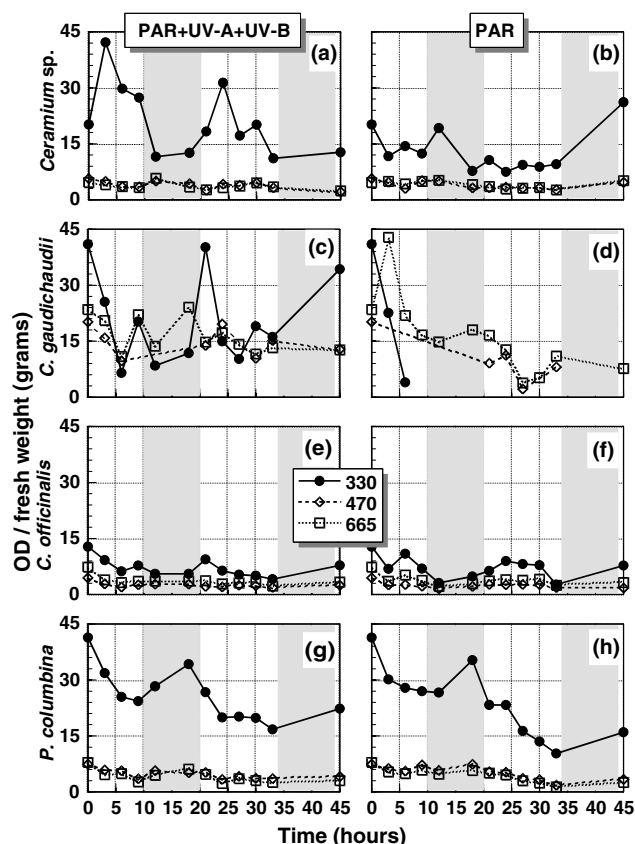 PAR+UV-A+UV-B PAR
45
30
15
0
Ceramium sp.
(a) (b)
45
30
15
0
C. gaudichaudii
(c) (d)
45
30
15
0
C. officinalis
(e) (f)
330
470
665
45
30
15
0
P. columbina
(g) (h)
OD / fresh weight (grams)
0 5 10 15 20 25 30 35 40 45 0 5 10 15 20 25 30 35 40 45
Time (hours)